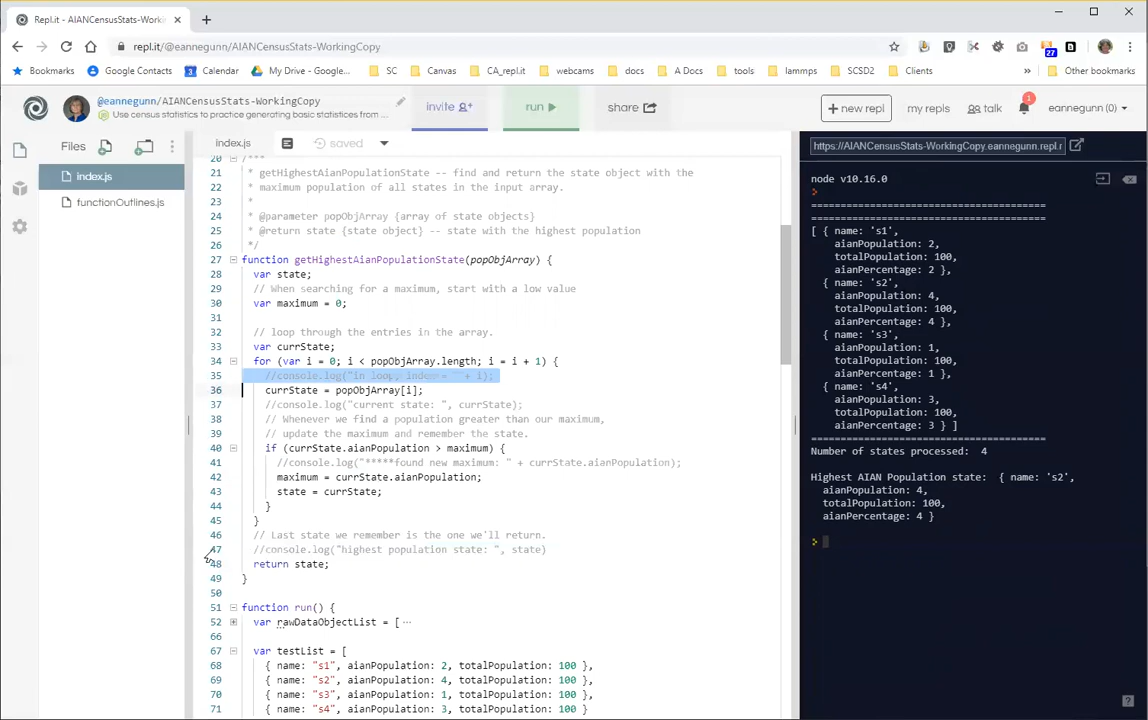 Repl.it - AIANCensusStats-Worki
repl.it/@eannegunn/AIANCensusStats-WorkingCopy
27
Bookmarks Google Contacts 3 Calendar My Drive - Google... SC Canvas CA_repl.it webcams docs A Docs tools lammps SCSD2 Clients » Other bookmarks
@eannegunn/AIANCensusStats-WorkingCopy
Use census statistics to practice generating basic statistics from ...
invite run share + new repl my repls talk 1 eannegunn (0)
Files
index.js
functionOutlines.js
index.js saved
20 /***
21 * getHighestAianPopulationState -- find and return the state object with the
22 * maximum population of all states in the input array.
23 *
24 * @parameter popObjArray {array of state objects}
25 * @return state {state object} -- state with the highest population
26 */
27 function getHighestAianPopulationState(popObjArray) {
28 var state;
29 // When searching for a maximum, start with a low value
30 var maximum = 0;
31
32 // loop through the entries in the array.
33 var currState;
34 for (var i = 0; i < popObjArray.length; i = i + 1) {
35 //console.log("in loop, index = " + i);
36 currState = popObjArray[i];
37 //console.log("current state: ", currState);
38 // Whenever we find a population greater than our maximum,
39 // update the maximum and remember the state.
40 if (currState.aianPopulation > maximum) {
41 //console.log("*****found new maximum: " + currState.aianPopulation);
42 maximum = currState.aianPopulation;
43 state = currState;
44 }
45 }
46 // Last state we remember is the one we'll return.
47 //console.log("highest population state: ", state)
48 return state;
49 }
50
51 function run() {
52 var rawDataObjectList = [ ...
66
67 var testList = [
68 { name: "s1", aianPopulation: 2, totalPopulation: 100 },
69 { name: "s2", aianPopulation: 4, totalPopulation: 100 },
70 { name: "s3", aianPopulation: 1, totalPopulation: 100 },
71 { name: "s4", aianPopulation: 3, totalPopulation: 100 }
https://AIANCensusStats-WorkingCopy.eannegunn.repl.r
node v10.16.0
>
========================================
========================================
[ { name: 's1',
aianPopulation: 2,
totalPopulation: 100,
aianPercentage: 2 },
{ name: 's2',
aianPopulation: 4,
totalPopulation: 100,
aianPercentage: 4 },
{ name: 's3',
aianPopulation: 1,
totalPopulation: 100,
aianPercentage: 1 },
{ name: 's4',
aianPopulation: 3,
totalPopulation: 100,
aianPercentage: 3 } ]
========================================
Number of states processed: 4
Highest AIAN Population state: { name: 's2',
aianPopulation: 4,
totalPopulation: 100,
aianPercentage: 4 }
>
?